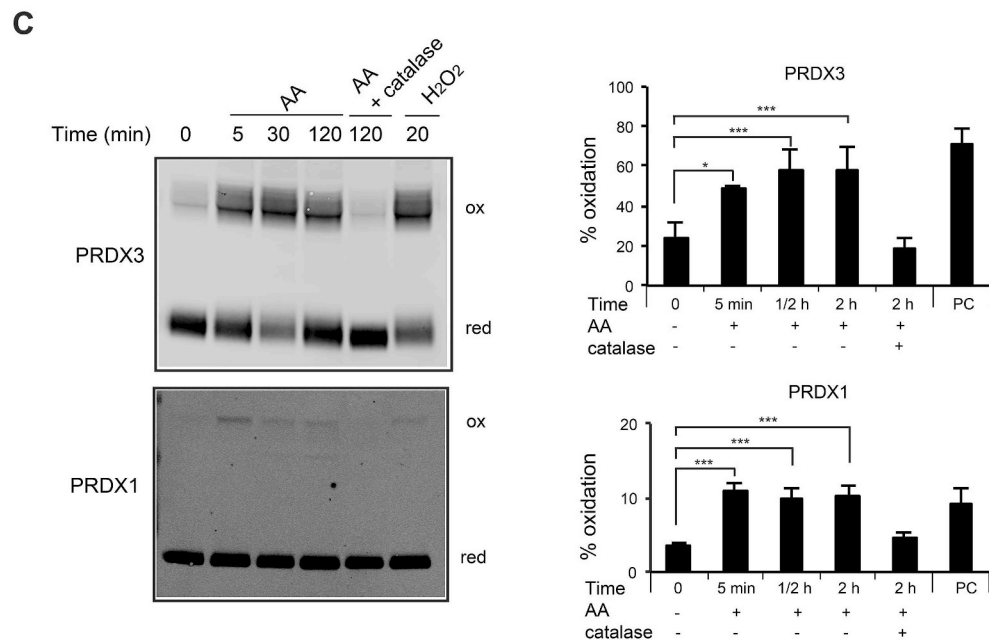 C
AA
AA
+ catalase
H2O2
Time (min) 0 5 30 120 120 20
PRDX3
ox
red
PRDX1
ox
red
PRDX3
% oxidation
100
80
60
40
20
0
*
***
***
Time 0 5 min 1/2 h 2 h 2 h PC
AA - + + + +
catalase - - - - +
PRDX1
% oxidation
20
10
0
***
***
***
Time 0 5 min 1/2 h 2 h 2 h PC
AA - + + + +
catalase - - - - +